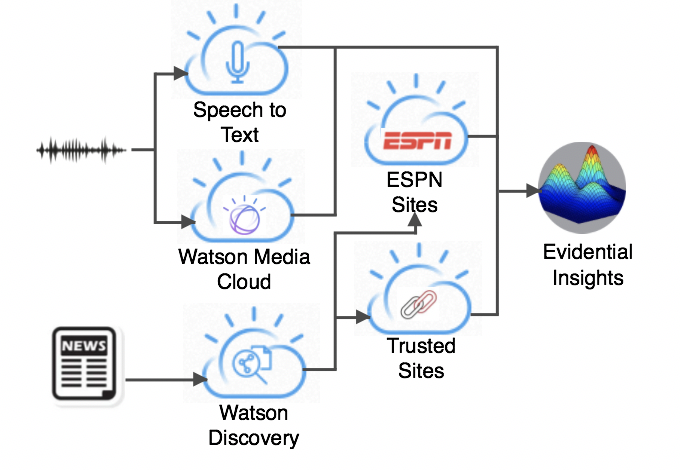 Speech to
Text
ESPN
ESPN
Sites
Watson Media
Cloud
Evidential
Insights
NEWS
Trusted
Sites
Watson
Discovery